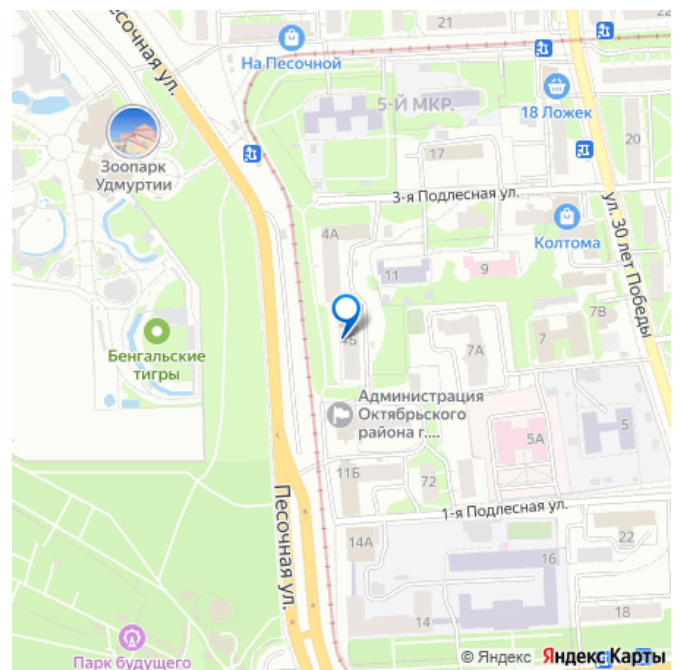 21
22
Песочная ул.
На Песочной
5-Й МКР.
18 Ложек
20
17
Зоопарк
Удмуртии
3-я Подлесная ул.
ул. 30 лет Победы
4А
Колтома
11
9
4Б
7В
7
7А
Бенгальские
тигры
Администрация
Октябрьского
района г....
5
5А
11Б
72
1-я Подлесная ул.
Песочная ул.
14А
22
16
14
18
Парк будущего
© Яндекс Яндекс Карты